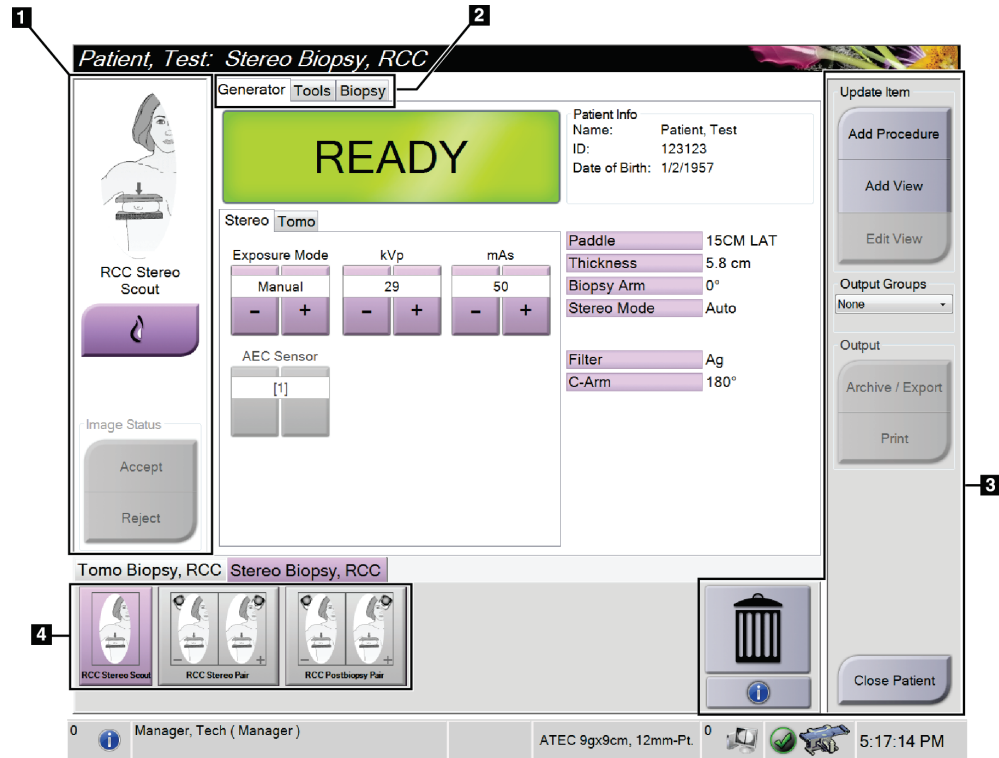 1
2
Patient, Test: Stereo Biopsy, RCC
Generator Tools Biopsy
READY
Patient Info
Name: Patient, Test
ID: 123123
Date of Birth: 1/2/1957
Update Item
Add Procedure
Add View
Edit View
Output Groups
None
Output
Archive / Export
Print
3
RCC Stereo
Scout
Image Status
Accept
Reject
Stereo Tomo
Exposure Mode kVp mAs
Manual 29 50
- + - + - +
AEC Sensor
[1]
Paddle 15CM LAT
Thickness 5.8 cm
Biopsy Arm 0°
Stereo Mode Auto
Filter Ag
C-Arm 180°
Tomo Biopsy, RCC Stereo Biopsy, RCC
4
- + - +
RCC Stereo Scout RCC Stereo Pair RCC Postbiopsy Pair
i
Close Patient
0 i Manager, Tech ( Manager ) ATEC 9gx9cm, 12mm-Pt. 0 5:17:14 PM